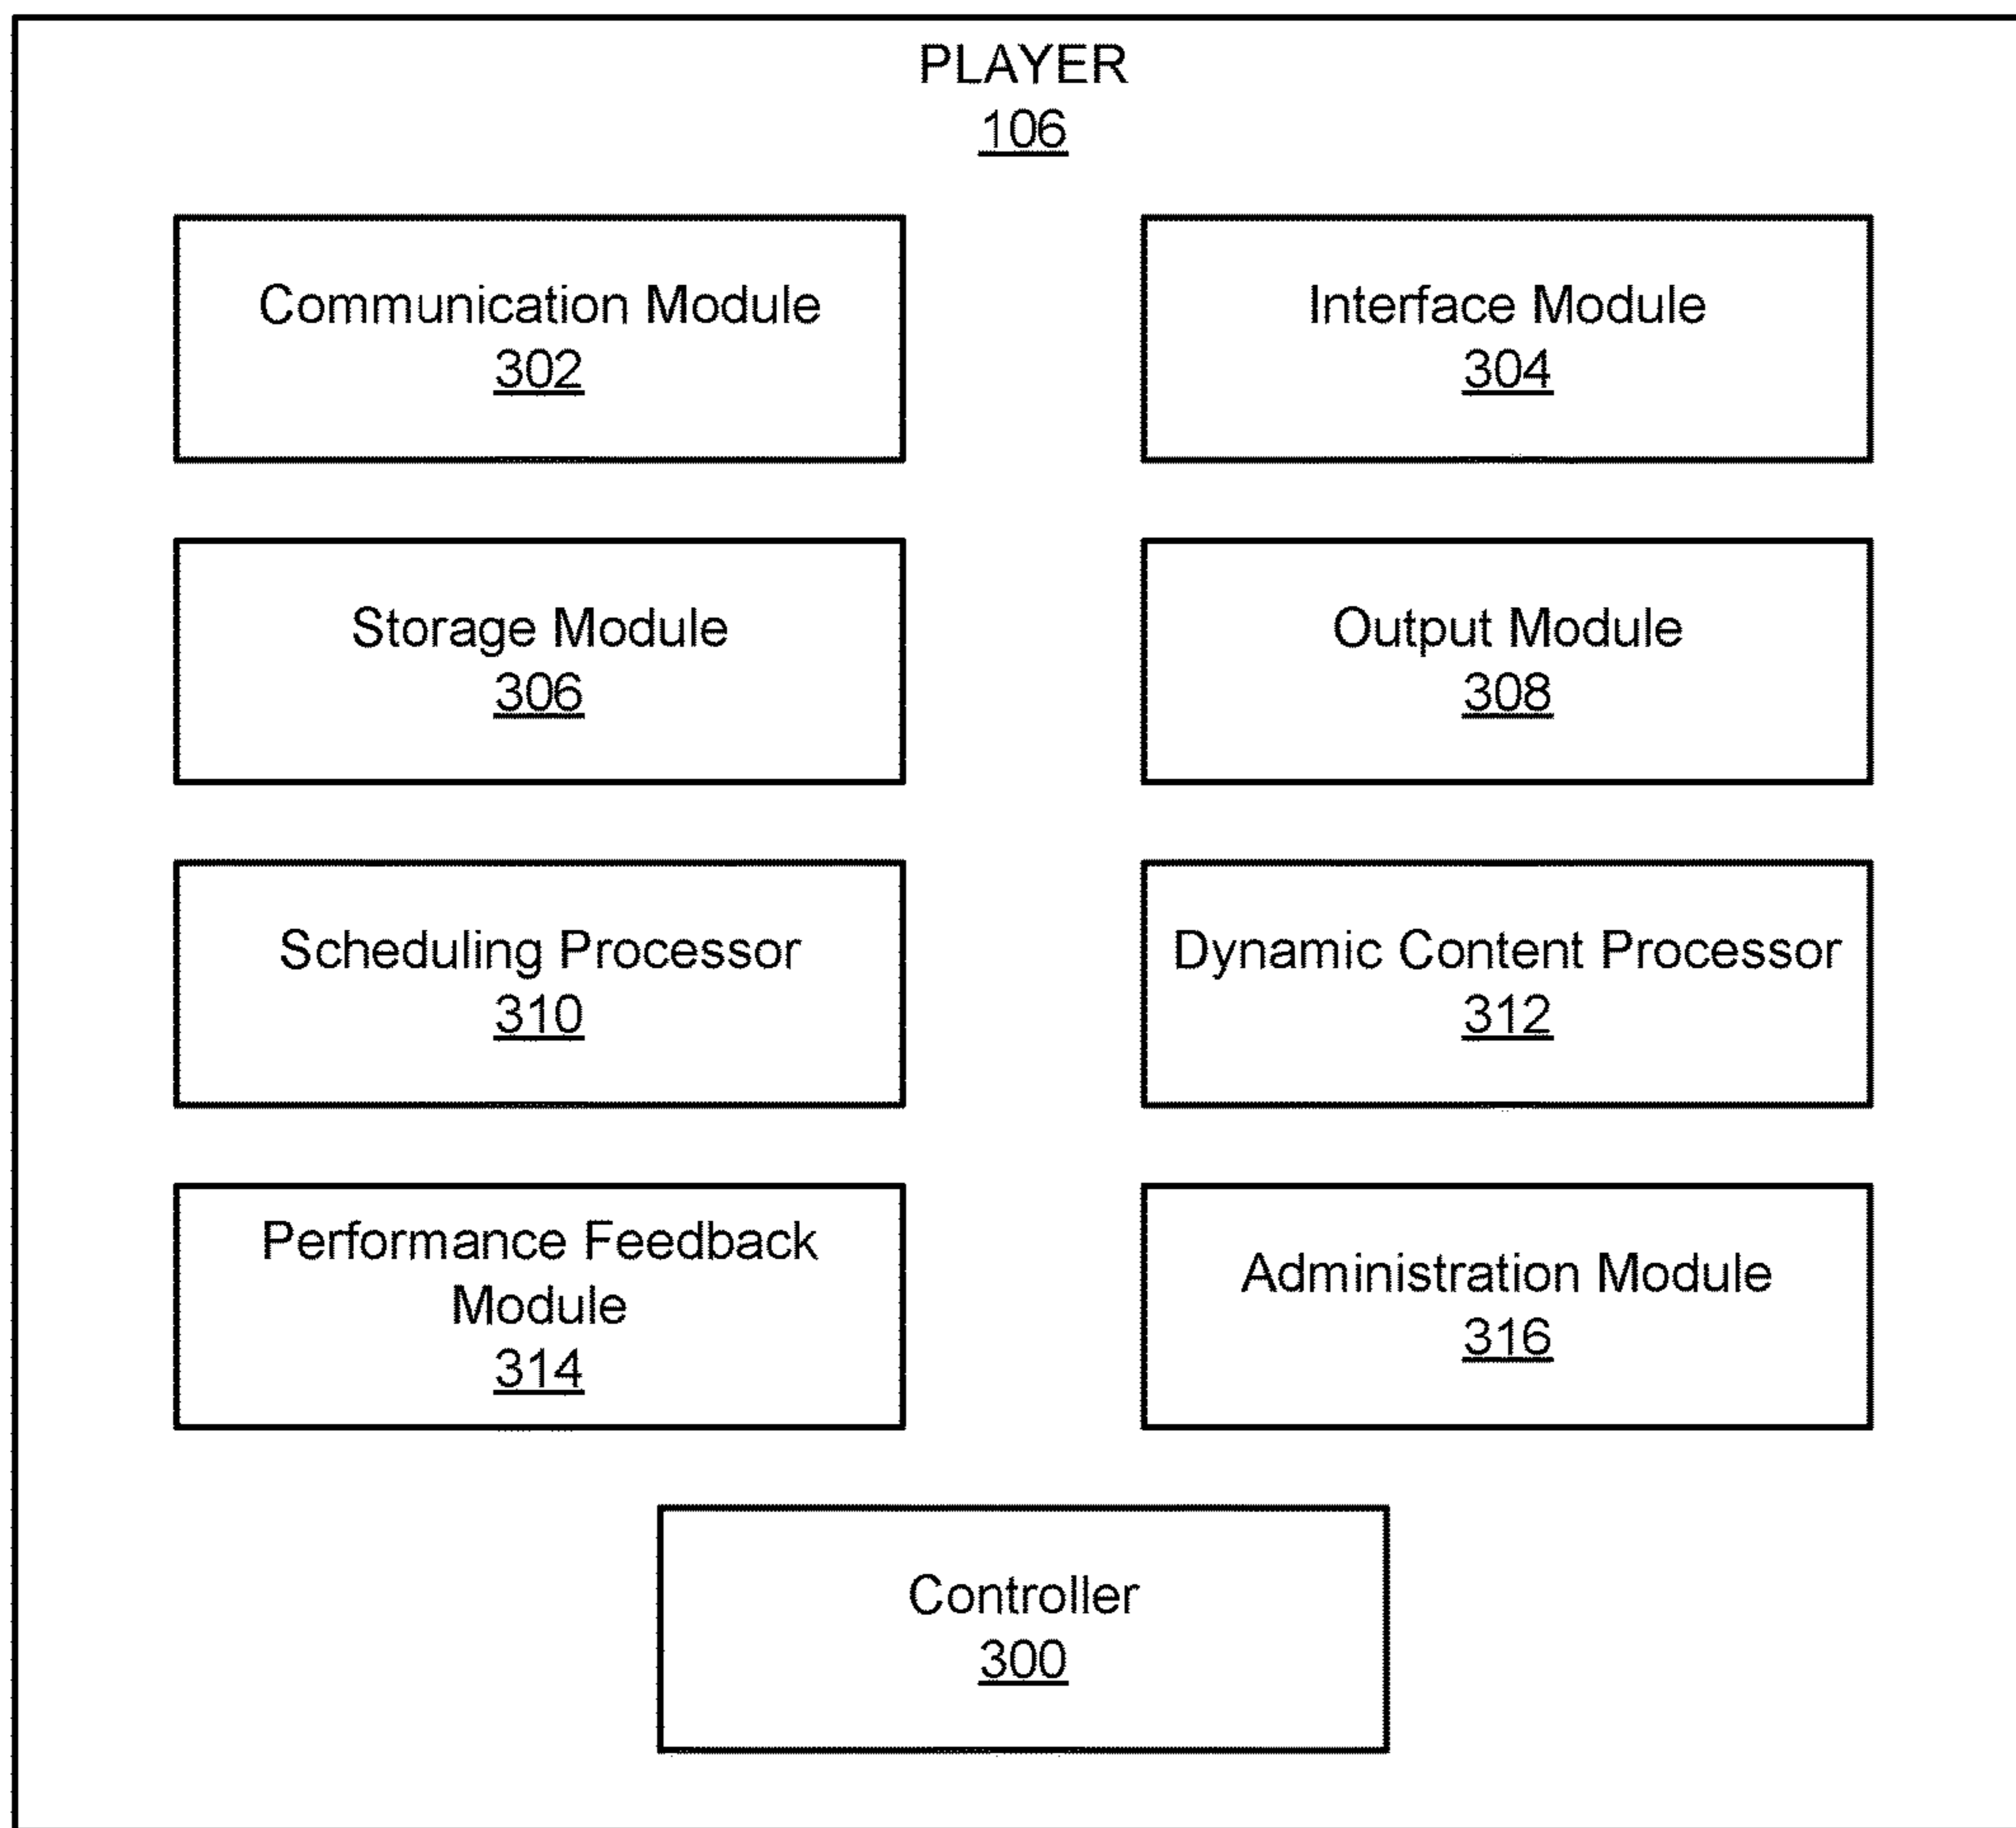 PLAYER
106
Communication Module
302
Interface Module
304
Storage Module
306
Output Module
308
Scheduling Processor
310
Dynamic Content Processor
312
Performance Feedback
Module
314
Administration Module
316
Controller
300